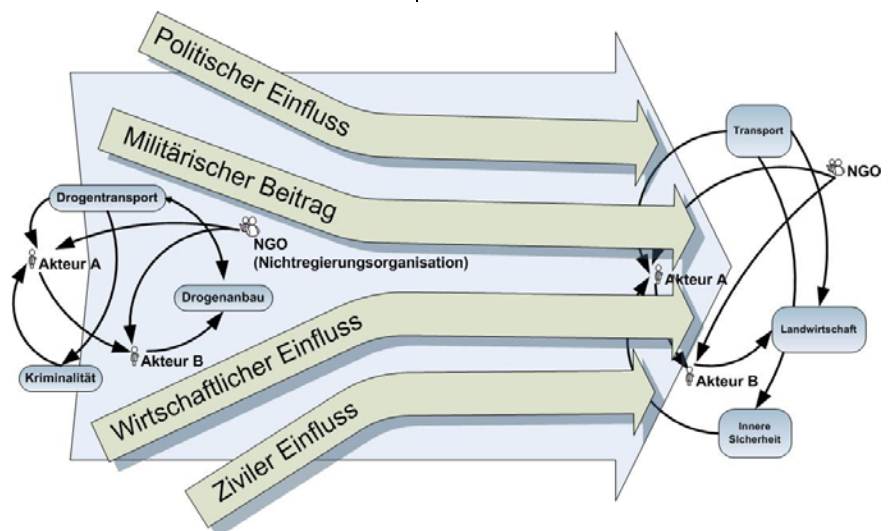 Politischer Einfluss
Militärischer Beitrag
Drogentransport
NGO
(Nichtregierungsorganisation)
Akteur A
Drogenanbau
Akteur B
Kriminalität
Wirtschaftlicher Einfluss
Ziviler Einfluss
Transport
NGO
Akteur A
Landwirtschaft
Akteur B
Innere
Sicherheit